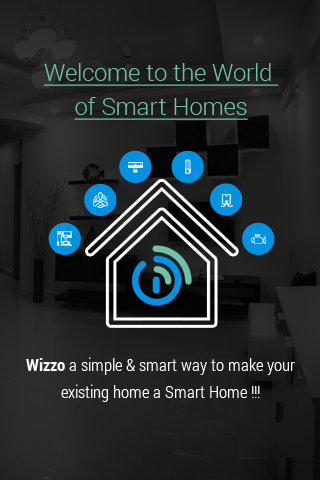 Welcome to the World
of Smart Homes
Wizzo a simple & smart way to make your
existing home a Smart Home !!!